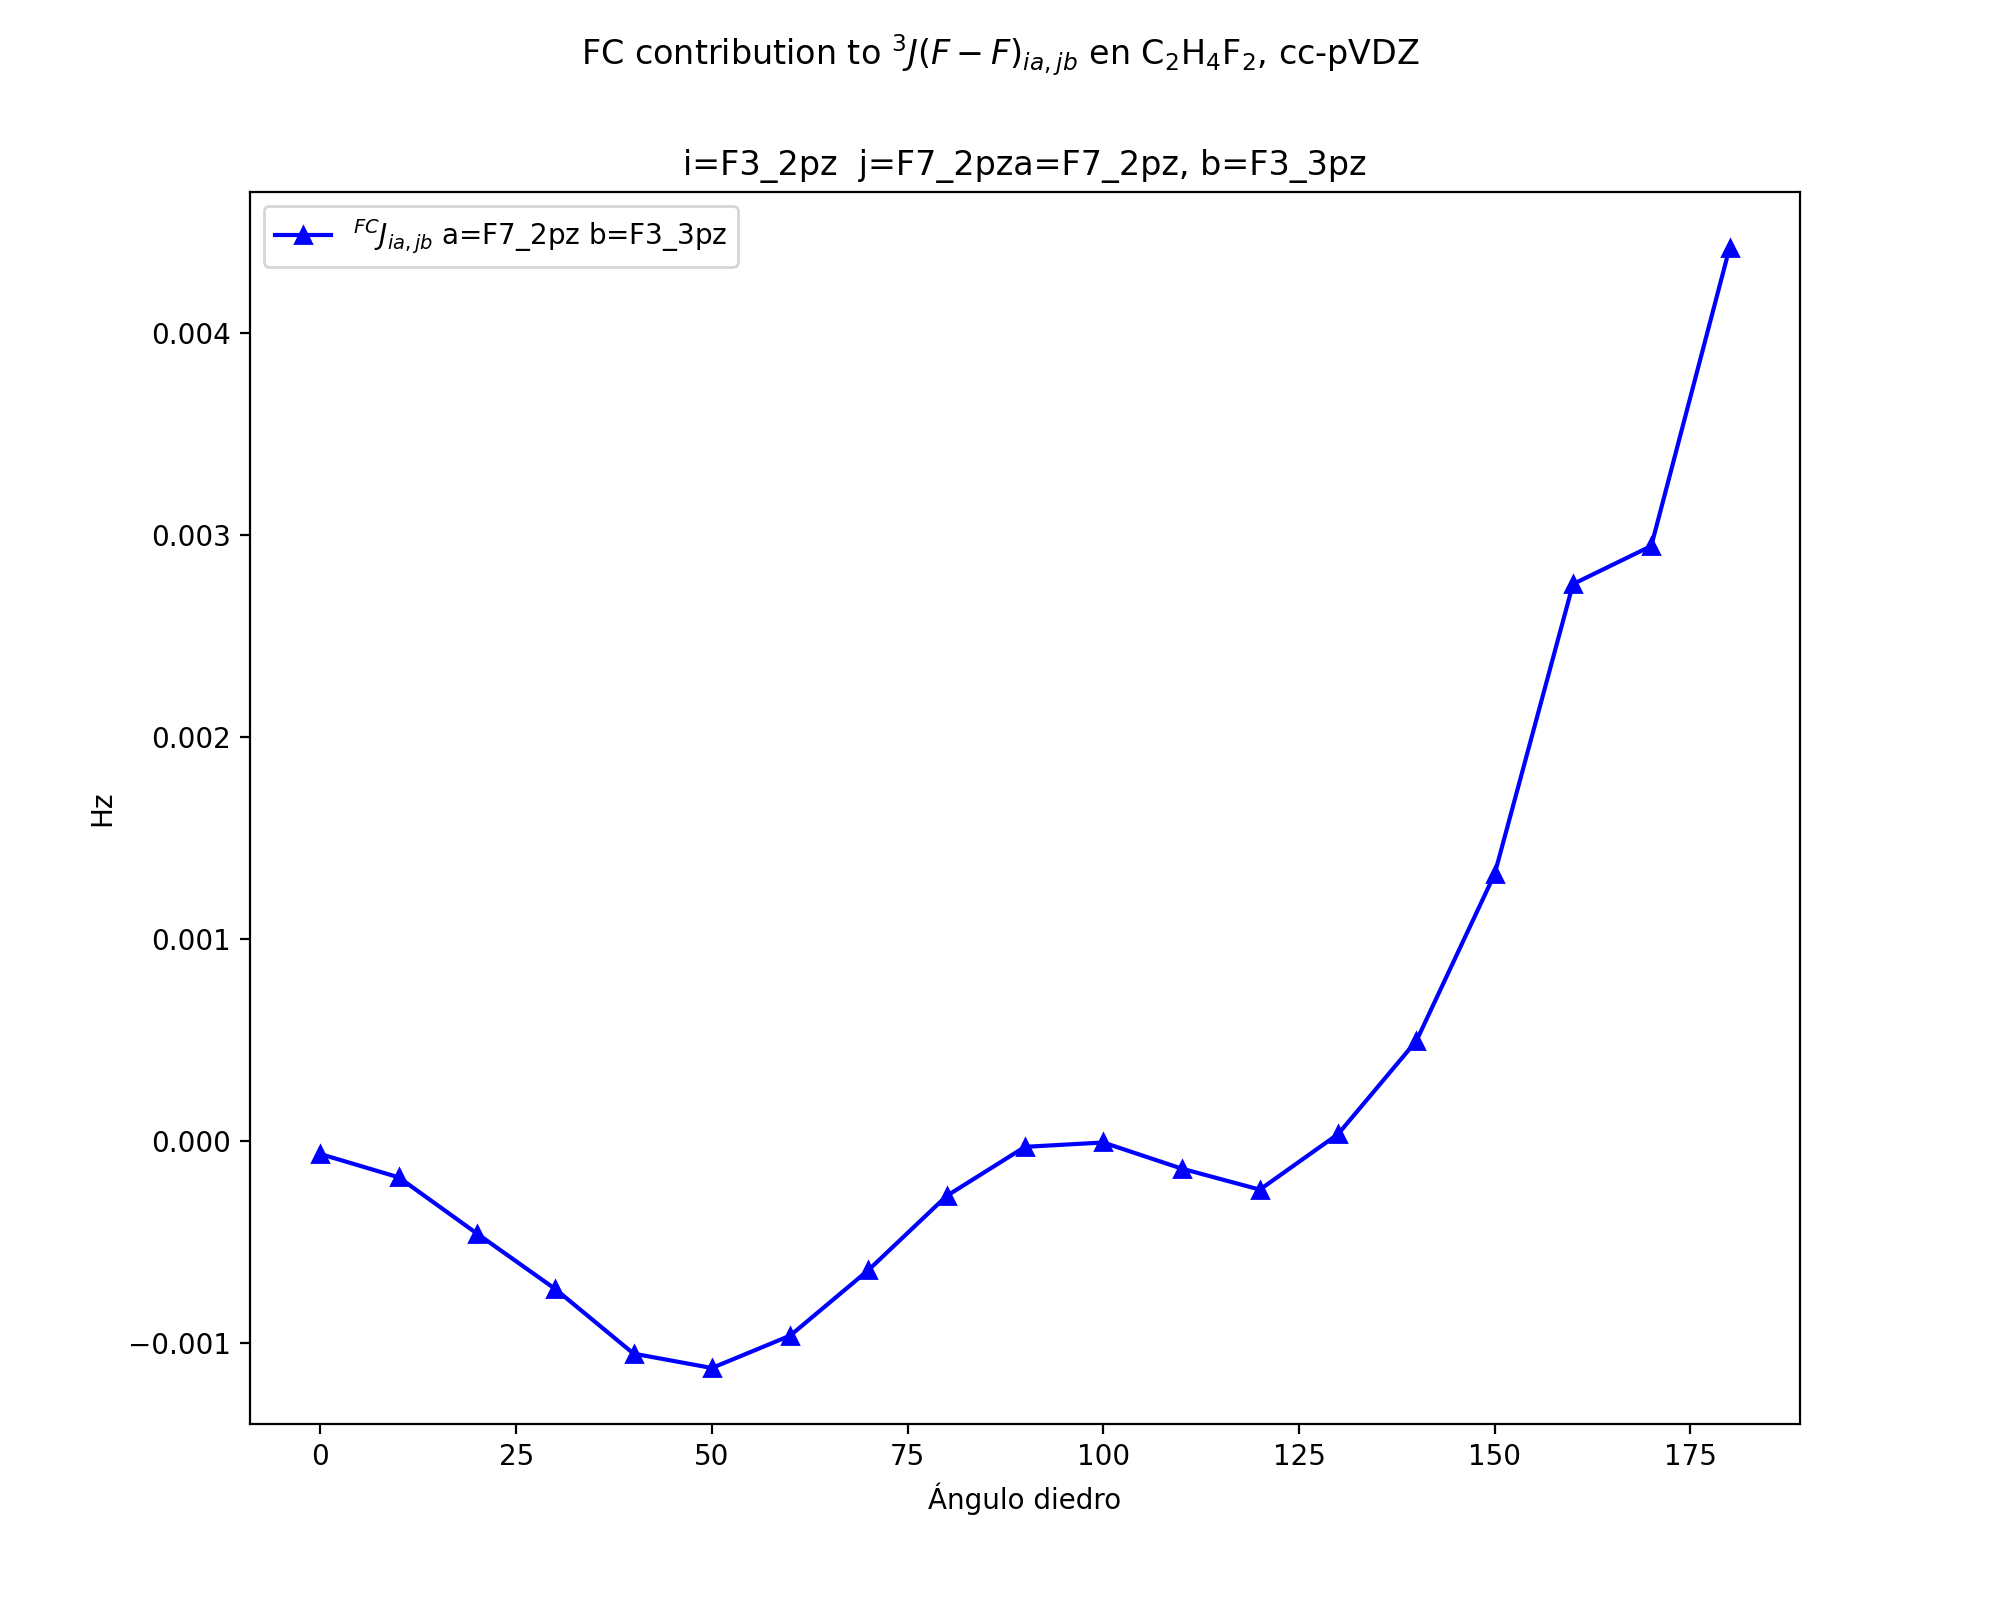 FC contribution to ³J(F − F)ia, jb en C₂H₄F₂, cc-pVDZ
i=F3_2pz  j=F7_2pza=F7_2pz, b=F3_3pz
ᶠᶜJia, jb a=F7_2pz b=F3_3pz
0.004
0.003
0.002
0.001
0.000
−0.001
Hz
0 25 50 75 100 125 150 175
Ángulo diedro